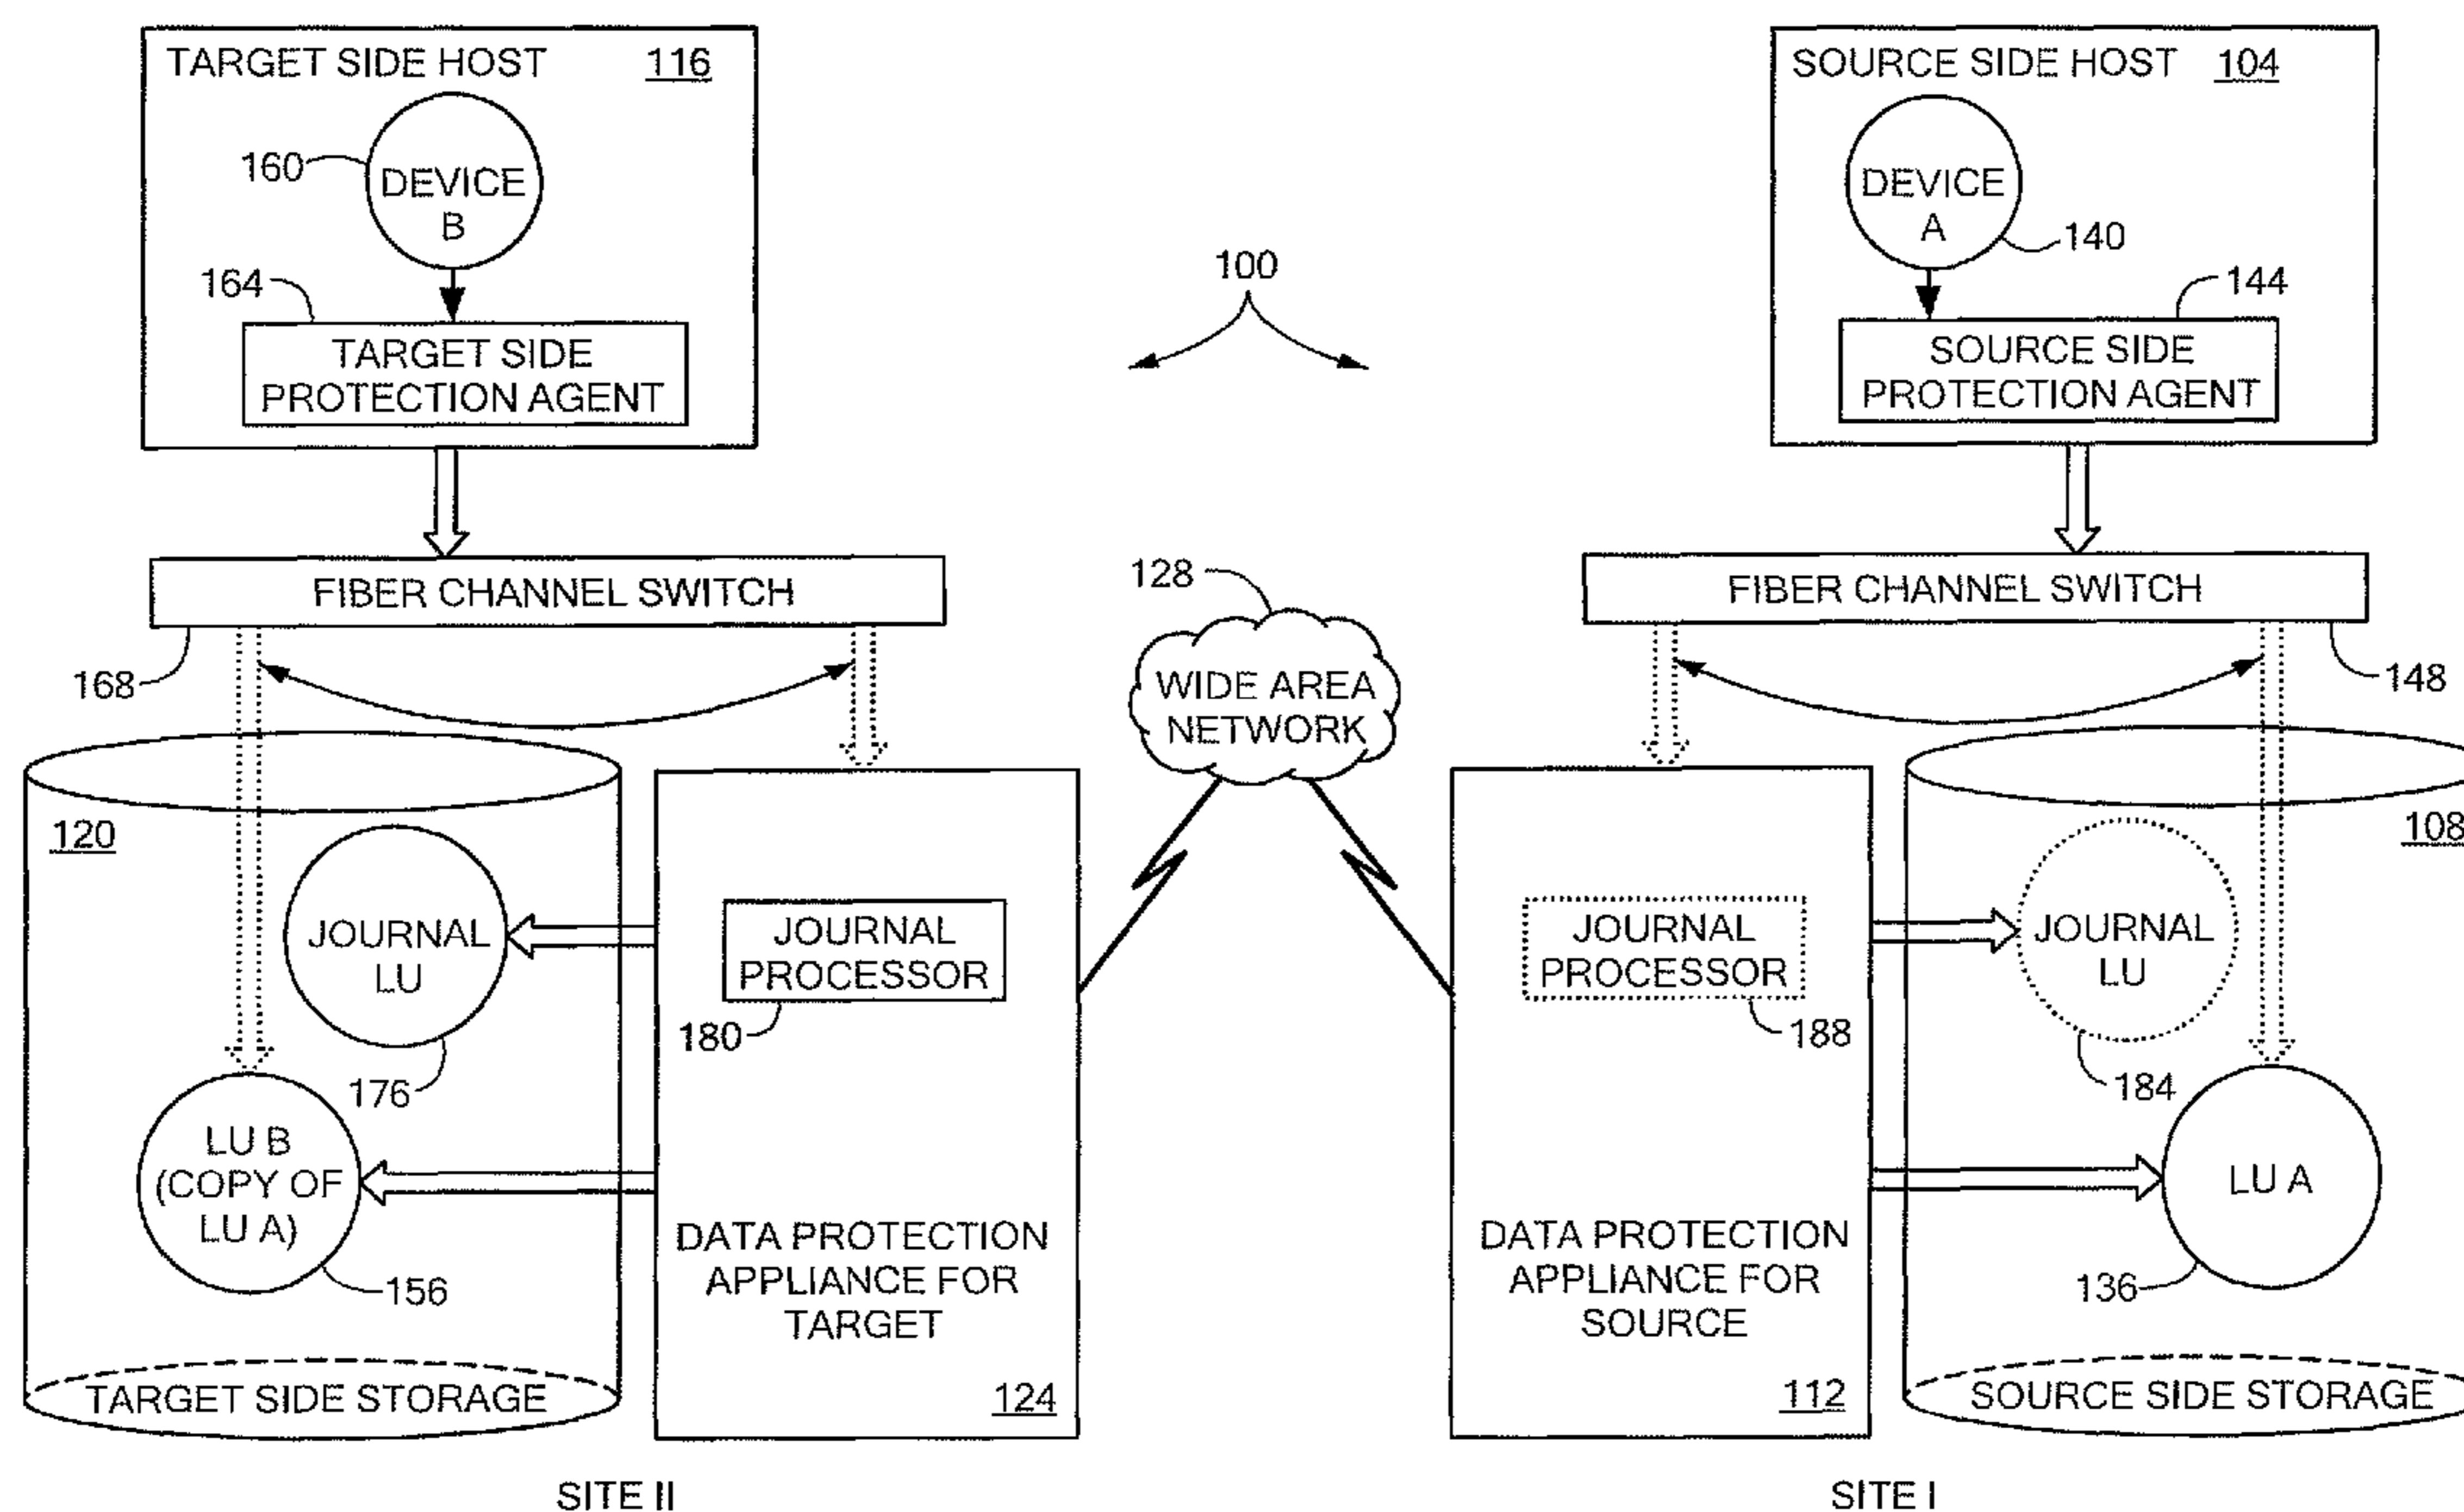 TARGET SIDE HOST 116
160
DEVICE
B
164
TARGET SIDE
PROTECTION AGENT
SOURCE SIDE HOST 104
DEVICE
A
140
144
SOURCE SIDE
PROTECTION AGENT
100
FIBER CHANNEL SWITCH
168
128
WIDE AREA
NETWORK
FIBER CHANNEL SWITCH
148
120
JOURNAL
LU
176
LU B
(COPY OF
LU A)
156
TARGET SIDE STORAGE
JOURNAL
PROCESSOR
180
DATA PROTECTION
APPLIANCE FOR
TARGET
124
JOURNAL
PROCESSOR
188
DATA PROTECTION
APPLIANCE FOR
SOURCE
112
108
JOURNAL
LU
184
LU A
136
SOURCE SIDE STORAGE
SITE II
SITE I